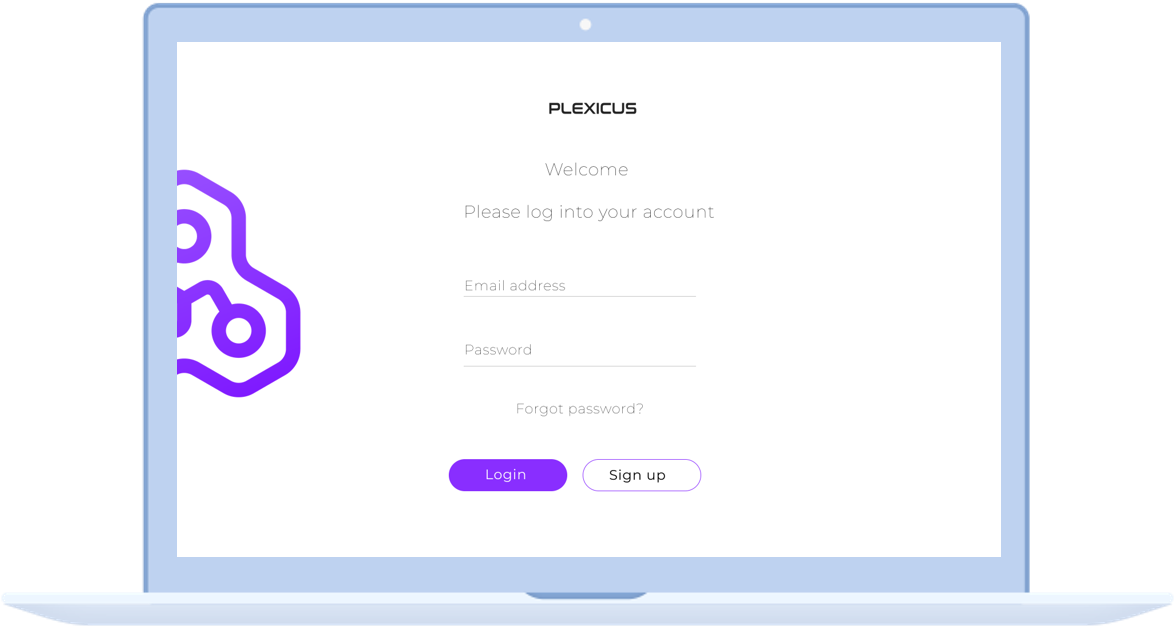 PLEXICUS
Welcome
Please log into your account
Email address
Password
Forgot password?
Login
Sign up